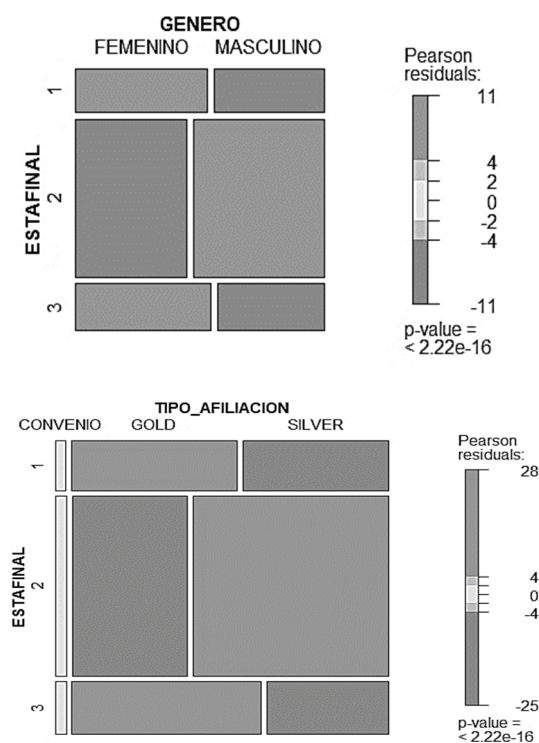 GENERO
FEMENINO MASCULINO
ESTAFINAL
1
2
3
Pearson
residuals:
11
4
2
0
-2
-4
-11
p-value =
< 2.22e-16
TIPO_AFILIACION
CONVENIO GOLD SILVER
ESTAFINAL
1
2
3
Pearson
residuals:
28
4
0
-4
-25
p-value =
< 2.22e-16